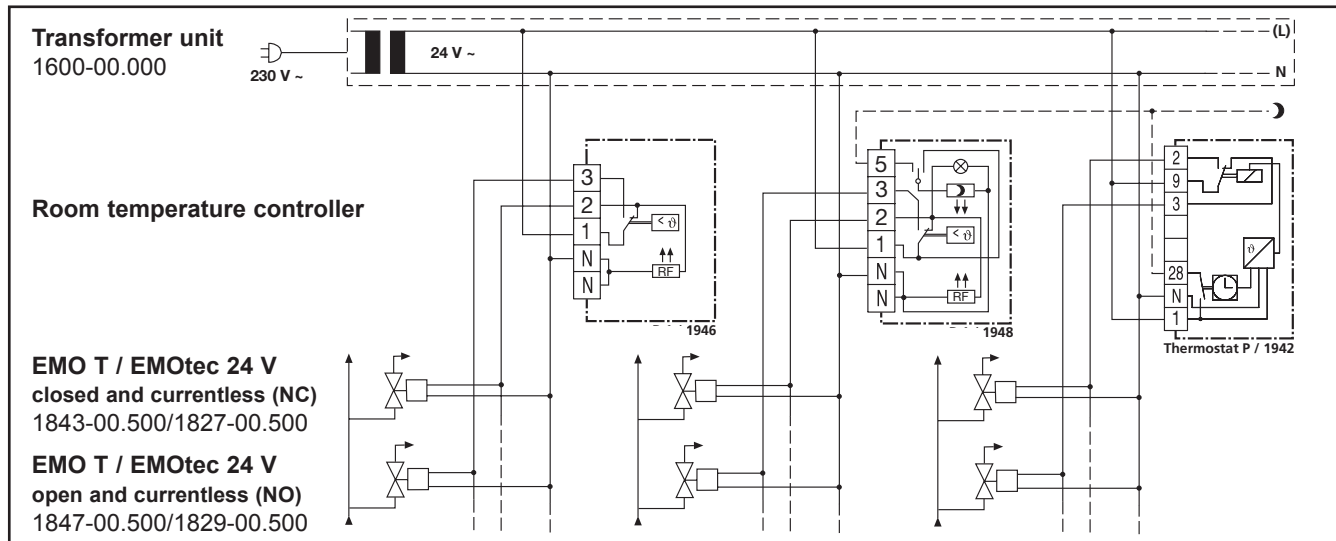 Transformer unit
1600-00.000
230 V ~
24 V ~
(L)
N
Room temperature controller
3
2
1
N
N
< ϑ
RF
1946
5
3
2
1
N
N
< ϑ
RF
1948
2
9
3
28
N
1
ϑ
Thermostat P / 1942
EMO T / EMOtec 24 V
closed and currentless (NC)
1843-00.500/1827-00.500
EMO T / EMOtec 24 V
open and currentless (NO)
1847-00.500/1829-00.500